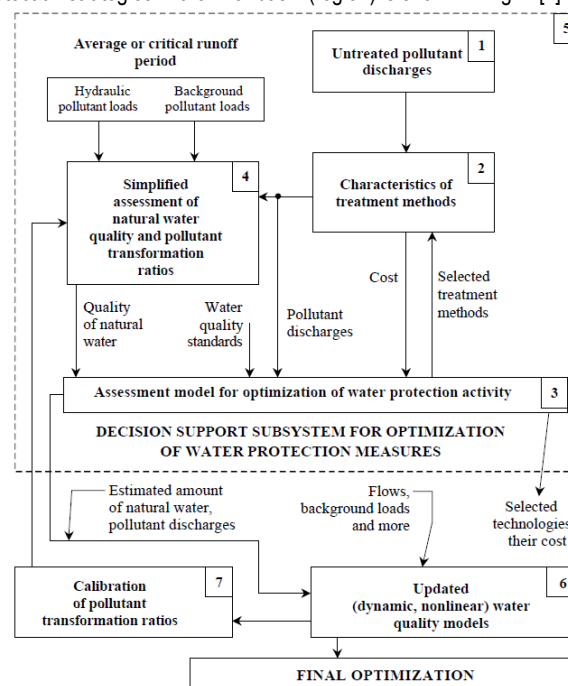 (region)
5
Average or critical runoff
period
Hydraulic
pollutant loads
Background
pollutant loads
1
Untreated pollutant
discharges
4
Simplified
assessment of
natural water
quality and pollutant
transformation
ratios
2
Characteristics of
treatment methods
Quality
of natural
water
Water
quality
standards
Pollutant
discharges
Cost
Selected
treatment
methods
Assessment model for optimization of water protection activity
3
DECISION SUPPORT SUBSYSTEM FOR OPTIMIZATION
OF WATER PROTECTION MEASURES
Estimated amount
of natural water,
pollutant discharges
Flows,
background loads
and more
Selected
technologies
their cost
7
Calibration
of pollutant
transformation ratios
6
Updated
(dynamic, nonlinear) water
quality models
FINAL OPTIMIZATION